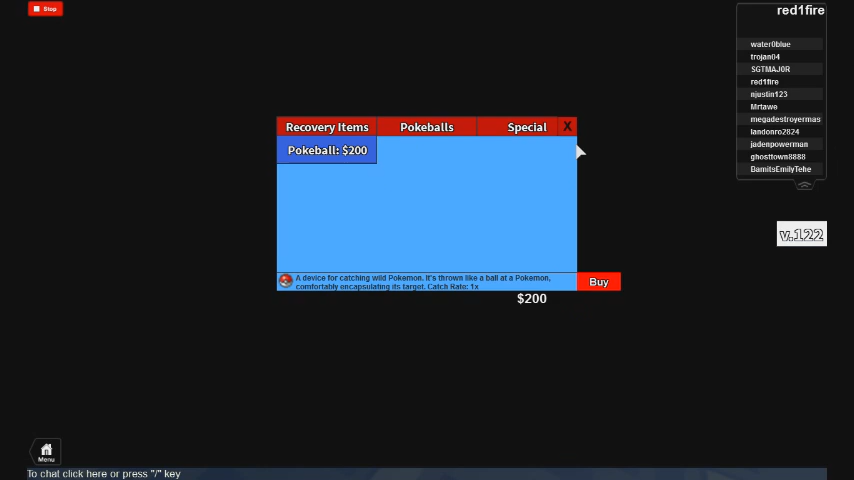 Stop
red1fire
water0blue
trojan04
SGTMAJ0R
red1fire
njustin123
Mrtawe
megadestroyermas
landonro2824
jadenpowerman
ghosttown8888
BamitsEmilyTehe
Recovery Items Pokeballs Special X
Pokeball: $200
v.122
A device for catching wild Pokemon. It's thrown like a ball at a Pokemon,
comfortably encapsulating its target. Catch Rate: 1x
Buy
$200
Menu
To chat click here or press "/" key